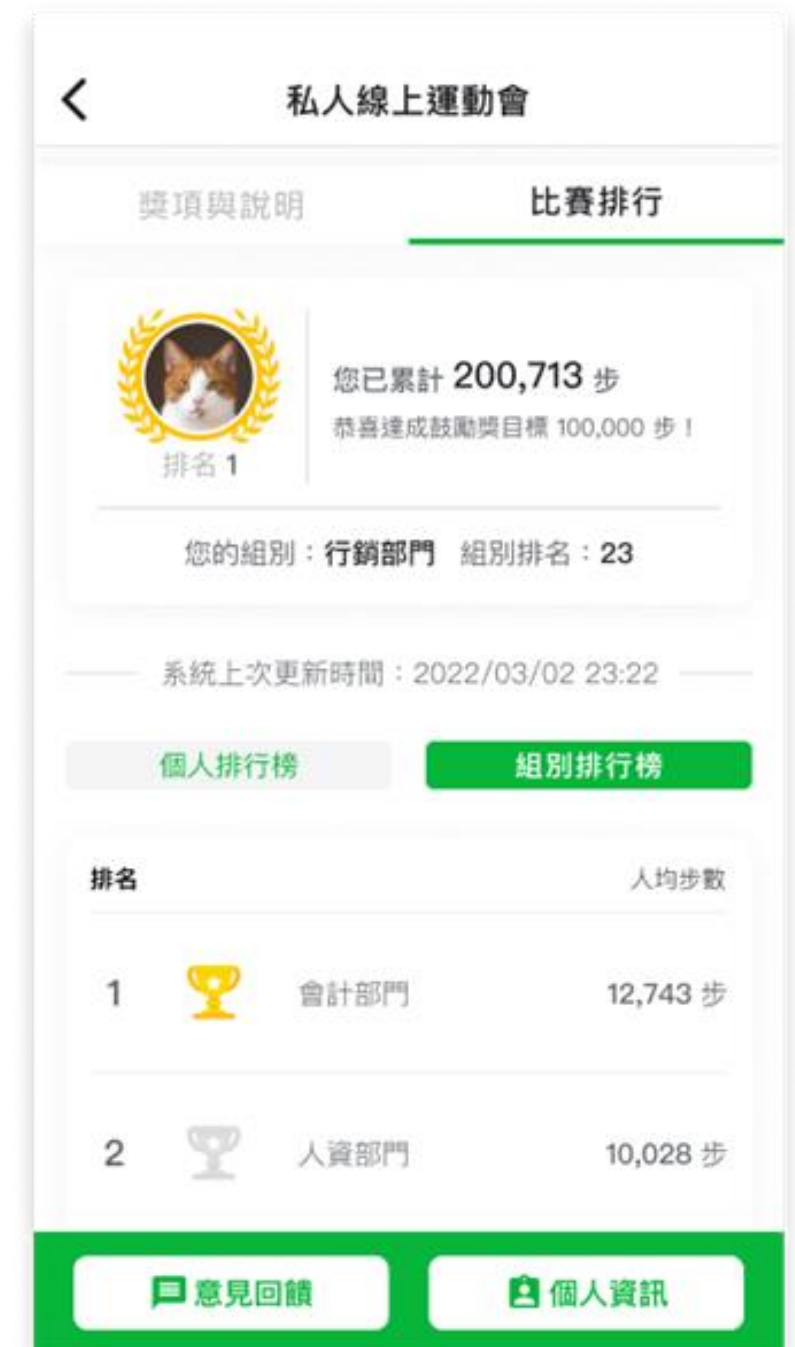 私人線上運動會
獎項與說明 比賽排行
您已累計 200,713 步
恭喜達成鼓勵獎目標 100,000 步！
排名 1
您的組別：行銷部門 組別排名：23
系統上次更新時間：2022/03/02 23:22
個人排行榜 組別排行榜
排名 人均步數
1 會計部門 12,743 步
2 人資部門 10,028 步
意見回饋 個人資訊